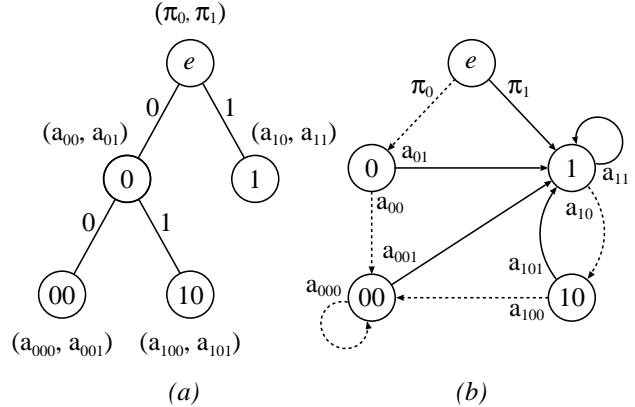 (π₀, π₁)
e
0 1
(a₀₀, a₀₁) (a₁₀, a₁₁)
0 1
0 1
00 10
(a₀₀₀, a₀₀₁) (a₁₀₀, a₁₀₁)
(a)
e
π₀ π₁
0 a₀₁ 1 a₁₁
a₀₀ a₁₀
a₀₀₁ a₁₀₁
a₀₀₀ 00 a₁₀₀ 10
(b)